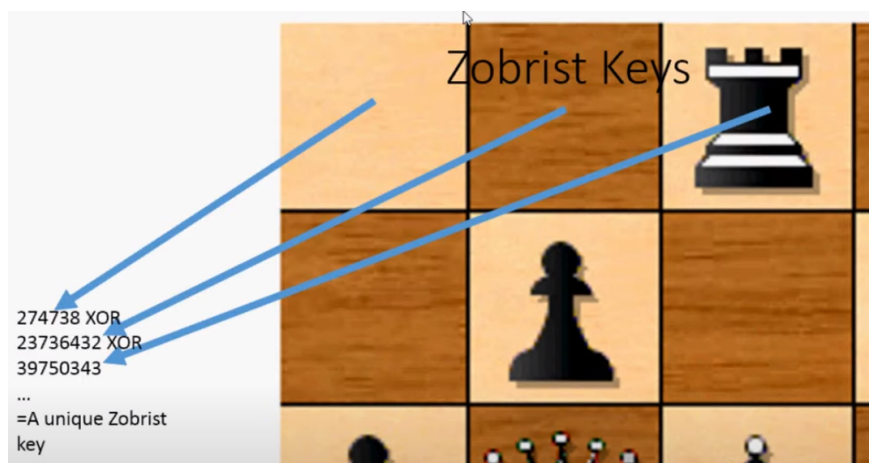 Zobrist Keys
274738 XOR
23736432 XOR
39750343
...
=A unique Zobrist
key